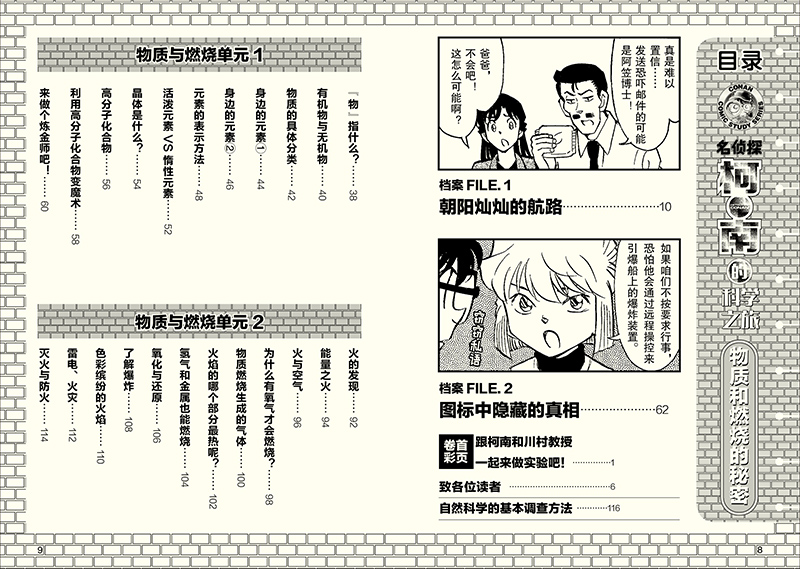 目录
CONAN
COMIC STUDY SERIES
名侦探
柯南
的
科学
之旅
物质和燃烧的秘密
真是难以
置信……
发送恐吓邮件的可能
是阿笠博士！
爸爸，
不会吧！
这怎么可能啊？
档案 FILE. 1
朝阳灿灿的航路……………10
如果咱们不按要求行事，
恐怕他会通过远程操控来
引爆船上的爆炸装置。
窃窃私语
档案 FILE. 2
图标中隐藏的真相……………62
卷首
彩页
跟柯南和川村教授
一起来做实验吧！……………1
致各位读者……………6
自然科学的基本调查方法…………116
8
物质与燃烧单元 1
『物』指什么？……38
有机物与无机物……40
物质的具体分类……42
身边的元素①……44
身边的元素②……46
元素的表示方法……48
活泼元素 VS 惰性元素……52
晶体是什么？……54
高分子化合物……56
利用高分子化合物变魔术……58
来做个炼金师吧！……60
物质与燃烧单元 2
火的发现……92
能量之火……94
火与空气……96
为什么有氧气才会燃烧？……98
物质燃烧生成的气体……100
火焰的哪个部分最热呢？……102
氢气和金属也能燃烧……104
氧化与还原……106
了解爆炸……108
色彩缤纷的火焰……110
雷电、火灾……112
灭火与防火……114
9